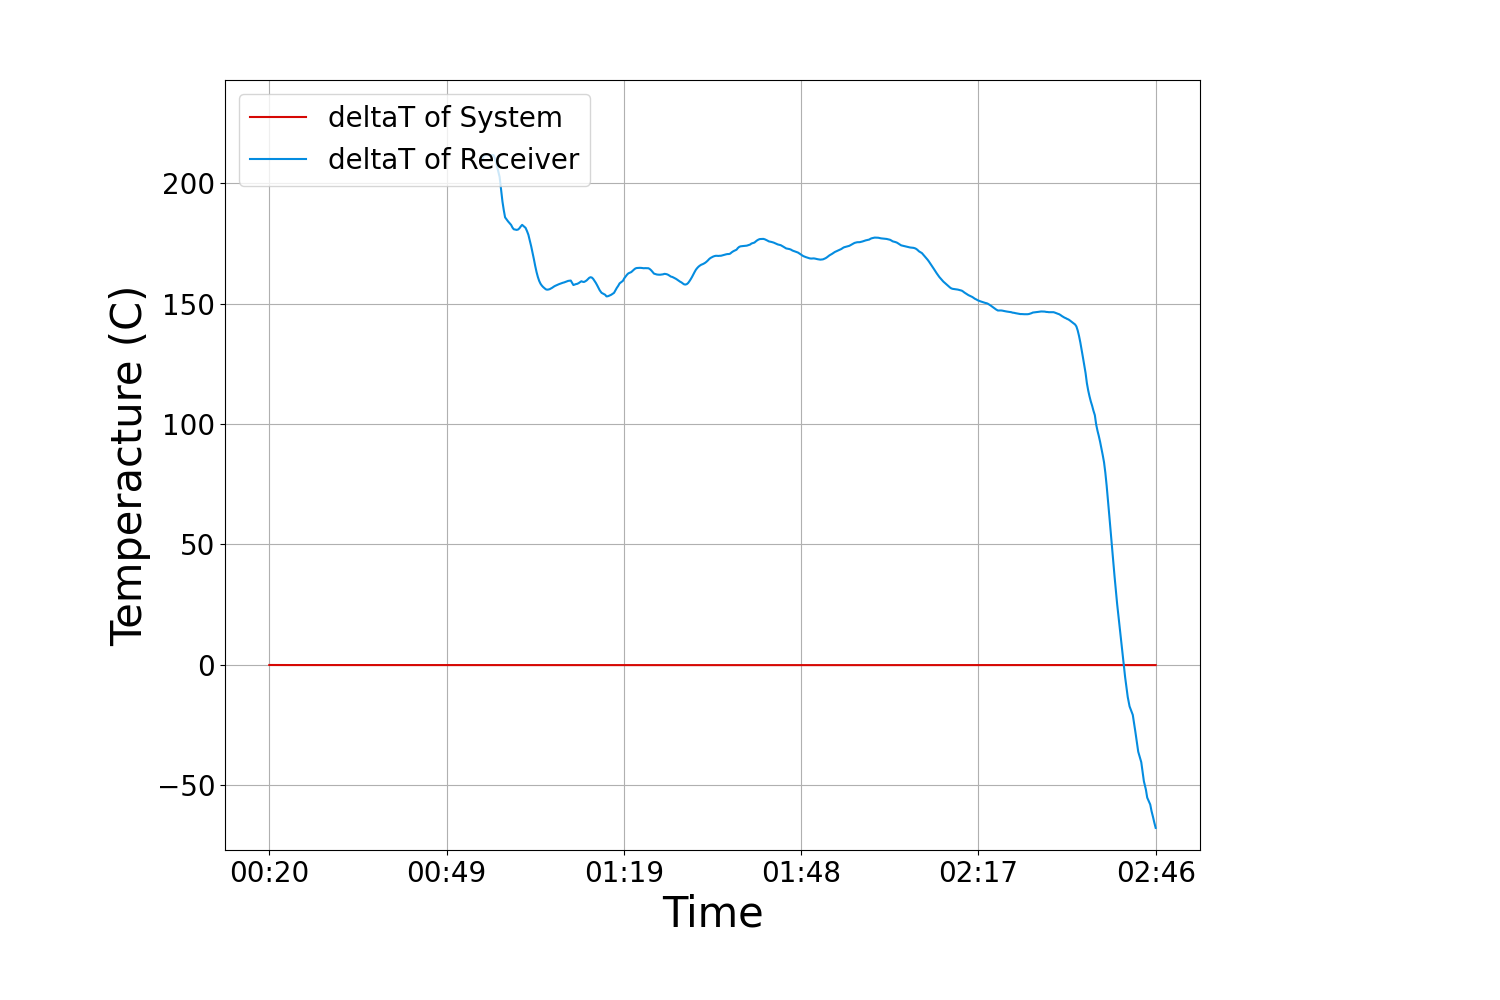 deltaT of System
deltaT of Receiver
200
150
100
50
0
−50
Temperacture (C)
00:20 00:49 01:19 01:48 02:17 02:46
Time